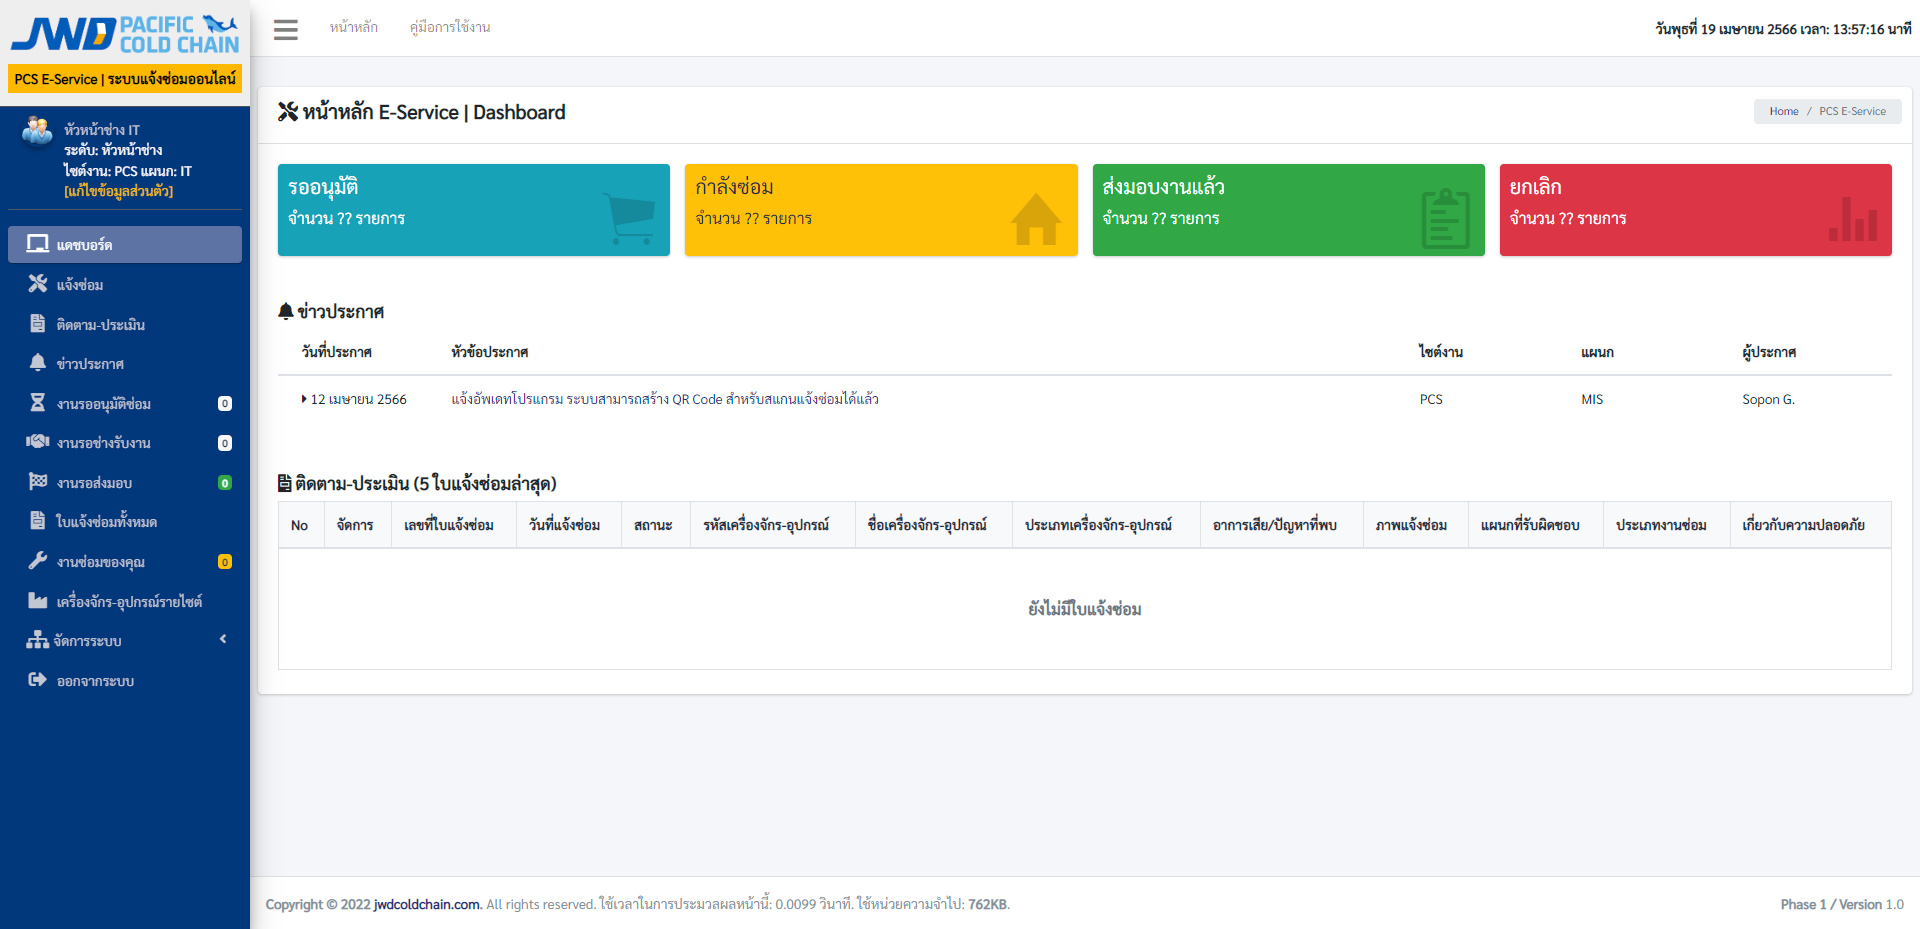 JWD PACIFIC
COLD CHAIN
PCS E-Service | ระบบแจ้งซ่อมออนไลน์
หัวหน้าช่าง IT
ระดับ: หัวหน้าช่าง
ไซต์งาน: PCS แผนก: IT
[แก้ไขข้อมูลส่วนตัว]
แดชบอร์ด
แจ้งซ่อม
ติดตาม-ประเมิน
ข่าวประกาศ
งานรออนุมัติซ่อม 0
งานรอช่างรับงาน 0
งานรอส่งมอบ 0
ใบแจ้งซ่อมทั้งหมด
งานซ่อมของคุณ 0
เครื่องจักร-อุปกรณ์รายไซต์
จัดการระบบ
ออกจากระบบ
หน้าหลัก คู่มือการใช้งาน
วันพุธที่ 19 เมษายน 2566 เวลา: 13:57:16 นาที
หน้าหลัก E-Service | Dashboard
Home / PCS E-Service
รออนุมัติ
จำนวน ?? รายการ
กำลังซ่อม
จำนวน ?? รายการ
ส่งมอบงานแล้ว
จำนวน ?? รายการ
ยกเลิก
จำนวน ?? รายการ
ข่าวประกาศ
วันที่ประกาศ หัวข้อประกาศ ไซต์งาน แผนก ผู้ประกาศ
12 เมษายน 2566 แจ้งอัพเดทโปรแกรม ระบบสามารถสร้าง QR Code สำหรับสแกนแจ้งซ่อมได้แล้ว PCS MIS Sopon G.
ติดตาม-ประเมิน (5 ใบแจ้งซ่อมล่าสุด)
No จัดการ เลขที่ใบแจ้งซ่อม วันที่แจ้งซ่อม สถานะ รหัสเครื่องจักร-อุปกรณ์ ชื่อเครื่องจักร-อุปกรณ์ ประเภทเครื่องจักร-อุปกรณ์ อาการเสีย/ปัญหาที่พบ ภาพแจ้งซ่อม แผนกที่รับผิดชอบ ประเภทงานซ่อม เกี่ยวกับความปลอดภัย
ยังไม่มีใบแจ้งซ่อม
Copyright © 2022 jwdcoldchain.com. All rights reserved. ใช้เวลาในการประมวลผลหน้านี้: 0.0099 วินาที. ใช้หน่วยความจำไป: 762KB.
Phase 1 / Version 1.0